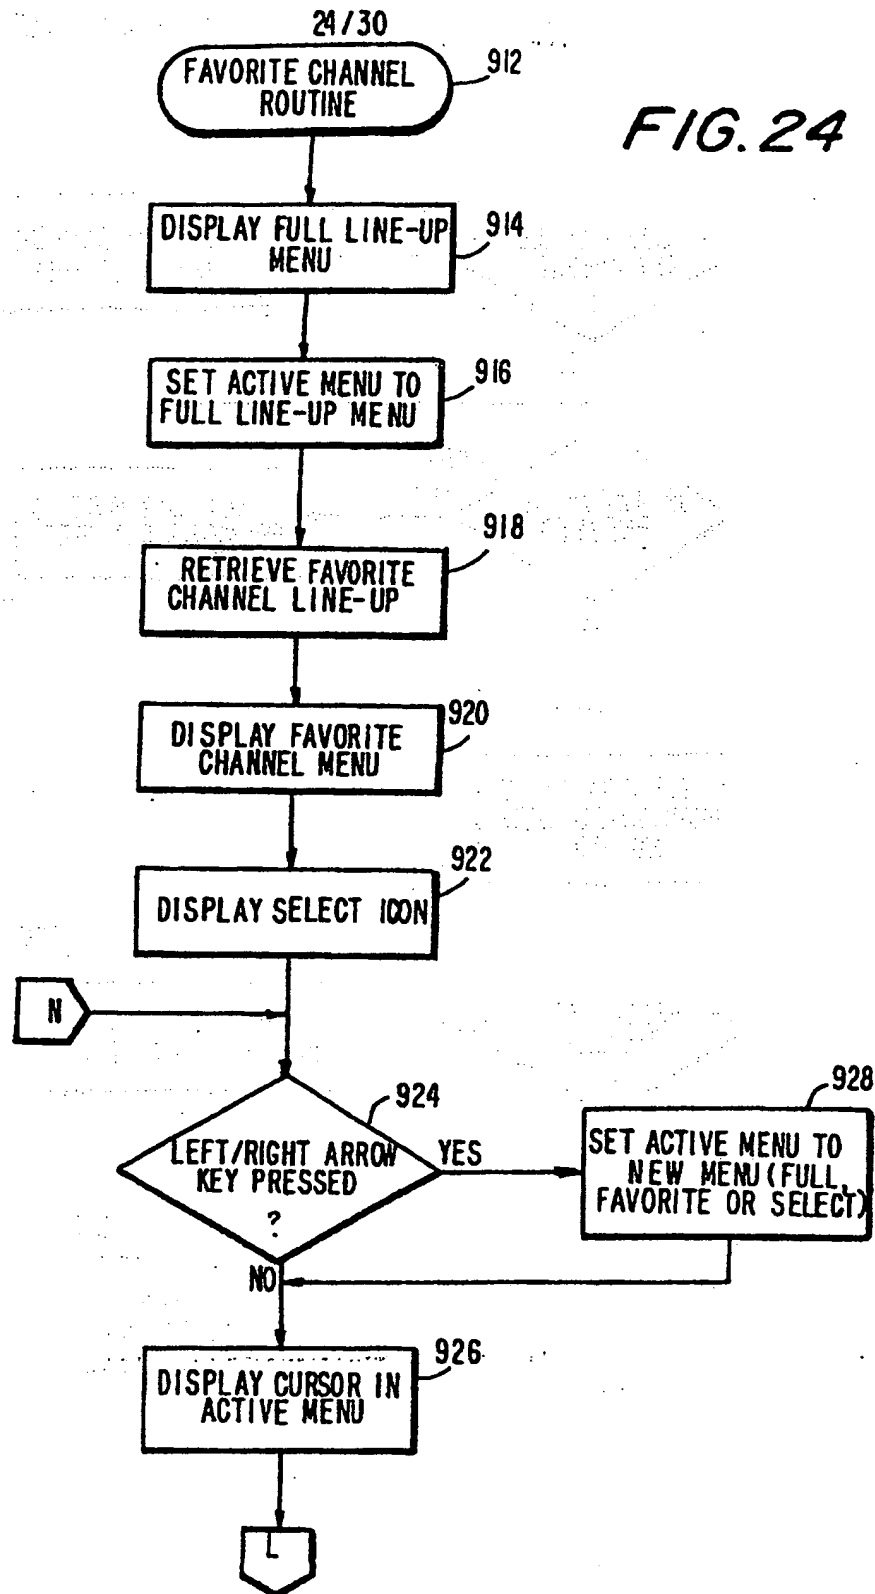 24/30
FAVORITE CHANNEL
ROUTINE
912
FIG. 24
DISPLAY FULL LINE-UP
MENU
914
SET ACTIVE MENU TO
FULL LINE-UP MENU
916
RETRIEVE FAVORITE
CHANNEL LINE-UP
918
DISPLAY FAVORITE
CHANNEL MENU
920
DISPLAY SELECT ICON
922
N
924
LEFT/RIGHT ARROW
KEY PRESSED
?
YES
928
SET ACTIVE MENU TO
NEW MENU (FULL,
FAVORITE OR SELECT)
NO
926
DISPLAY CURSOR IN
ACTIVE MENU
L